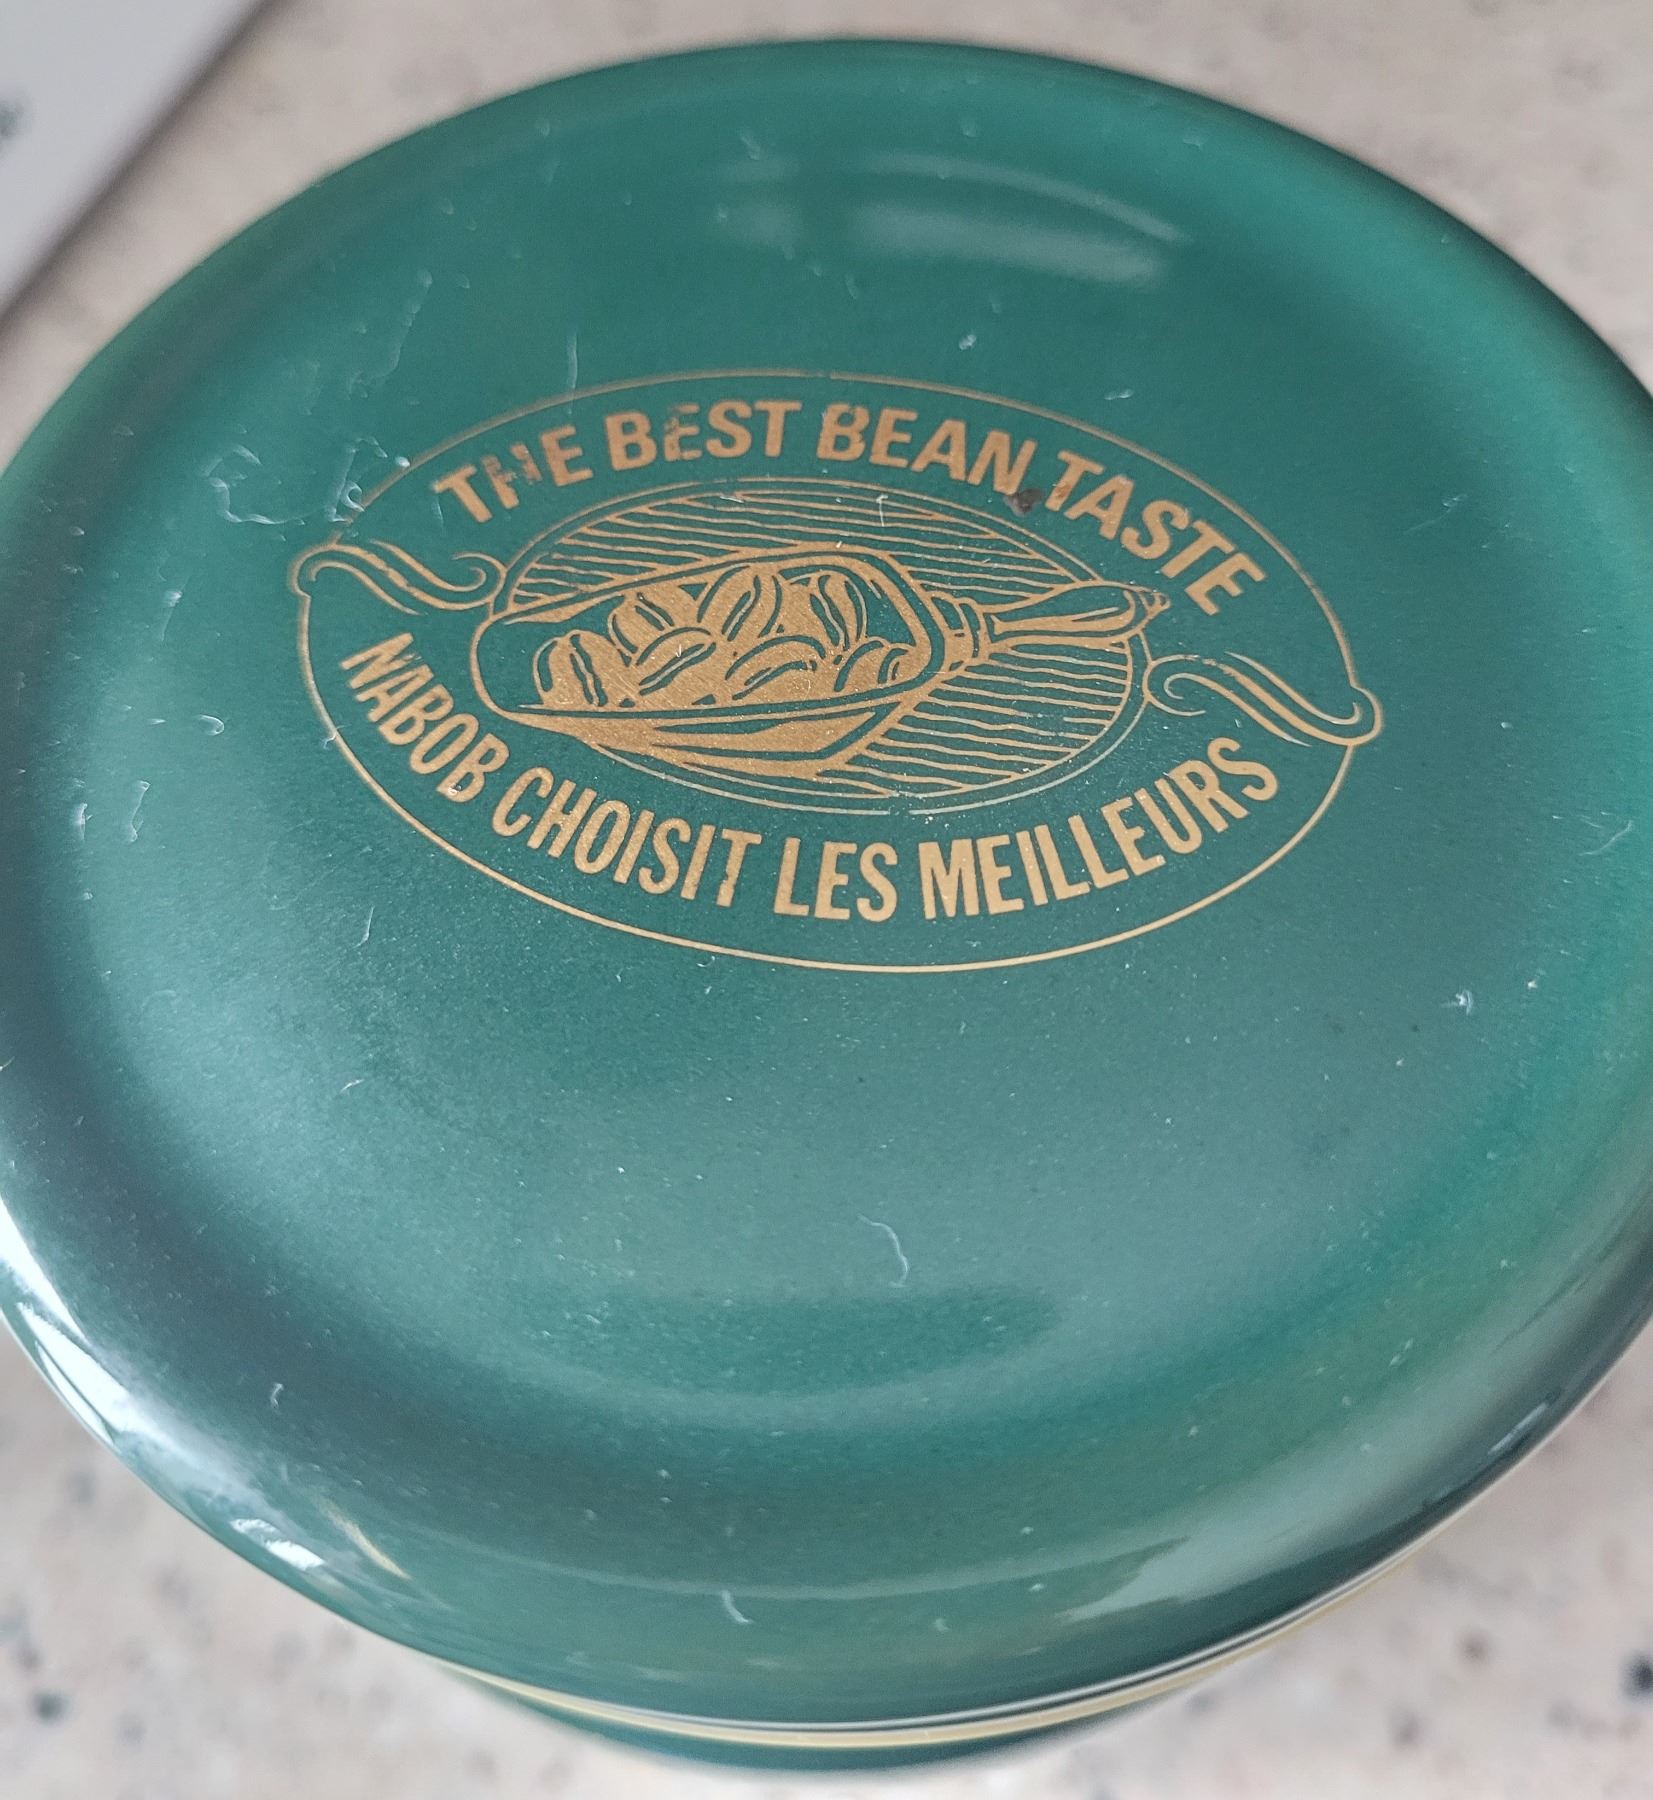 THE BEST BEAN TASTE
NABOB CHOISIT LES MEILLEURS